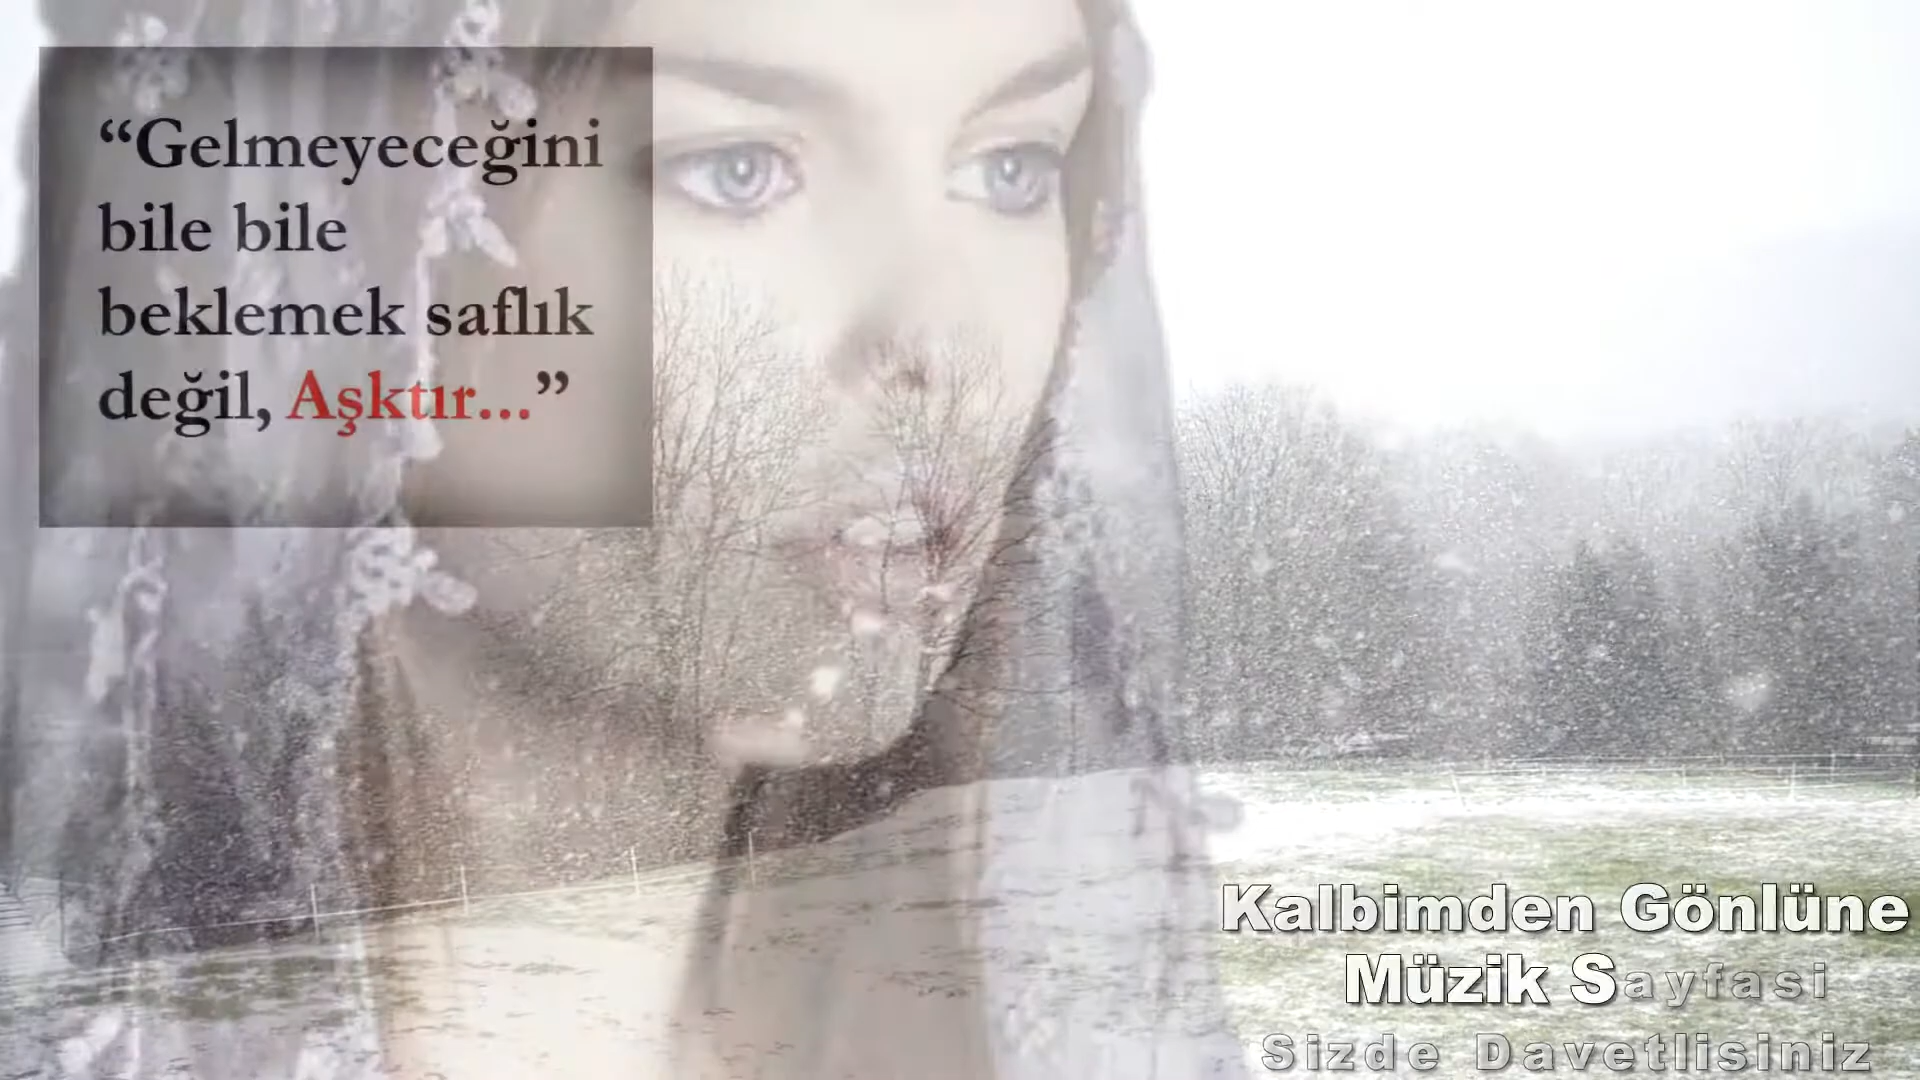 “Gelmeyeceğini
bile bile
beklemek saflık
değil, Aşktır...”
Kalbimden Gönlüne
Müzik Sayfasi
Sizde Davetlisiniz